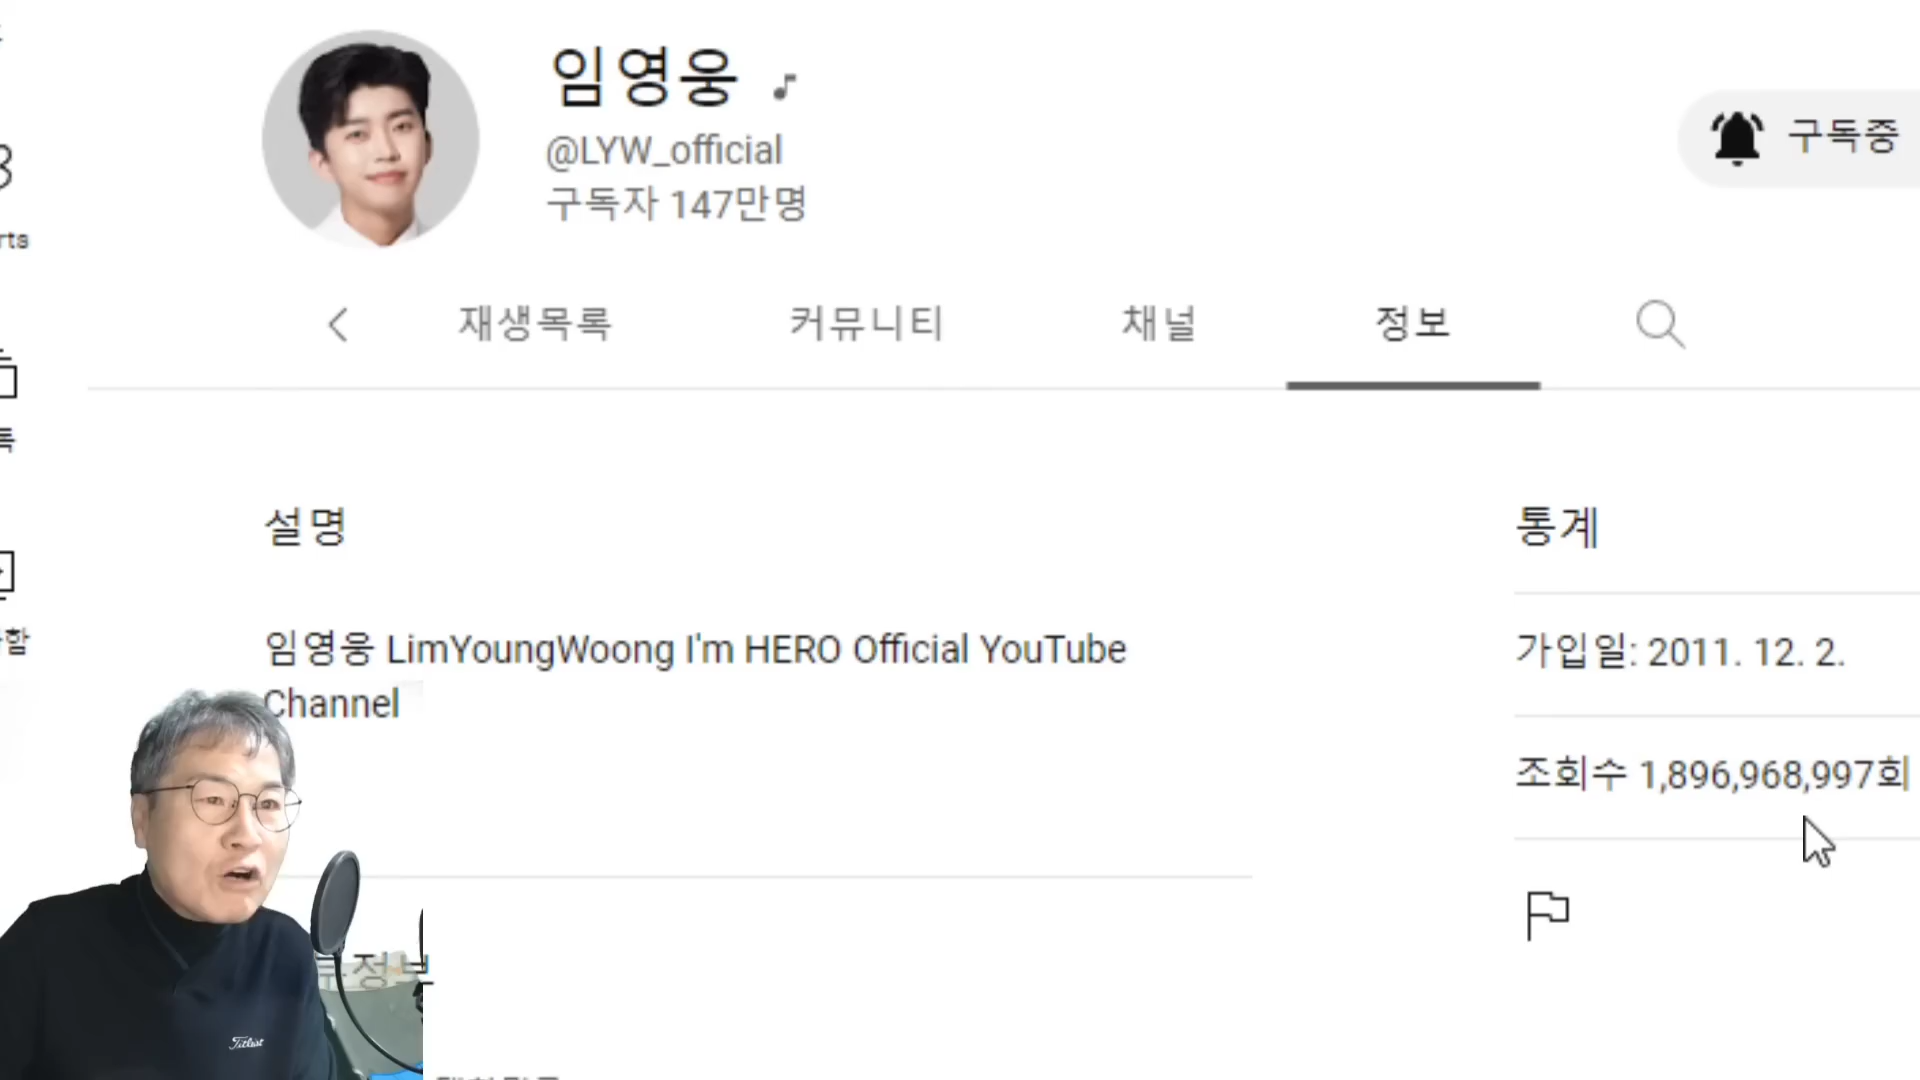 임영웅
@LYW_official
구독자 147만명
구독중
rts
재생목록 커뮤니티 채널 정보
설명
통계
임영웅 LimYoungWoong I'm HERO Official YouTube
Channel
가입일: 2011. 12. 2.
조회수 1,896,968,997회
Titleist